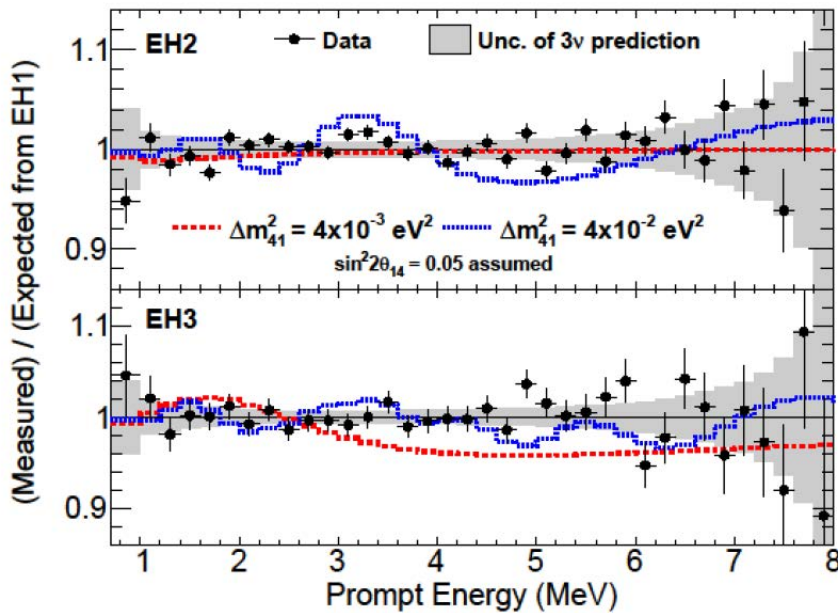 (Measured) / (Expected from EH1)
EH2
Data
Unc. of 3ν prediction
1.1
1
0.9
Δm²₄₁ = 4x10⁻³ eV²
Δm²₄₁ = 4x10⁻² eV²
sin²2θ₁₄ = 0.05 assumed
EH3
1.1
1
0.9
1 2 3 4 5 6 7 8
Prompt Energy (MeV)